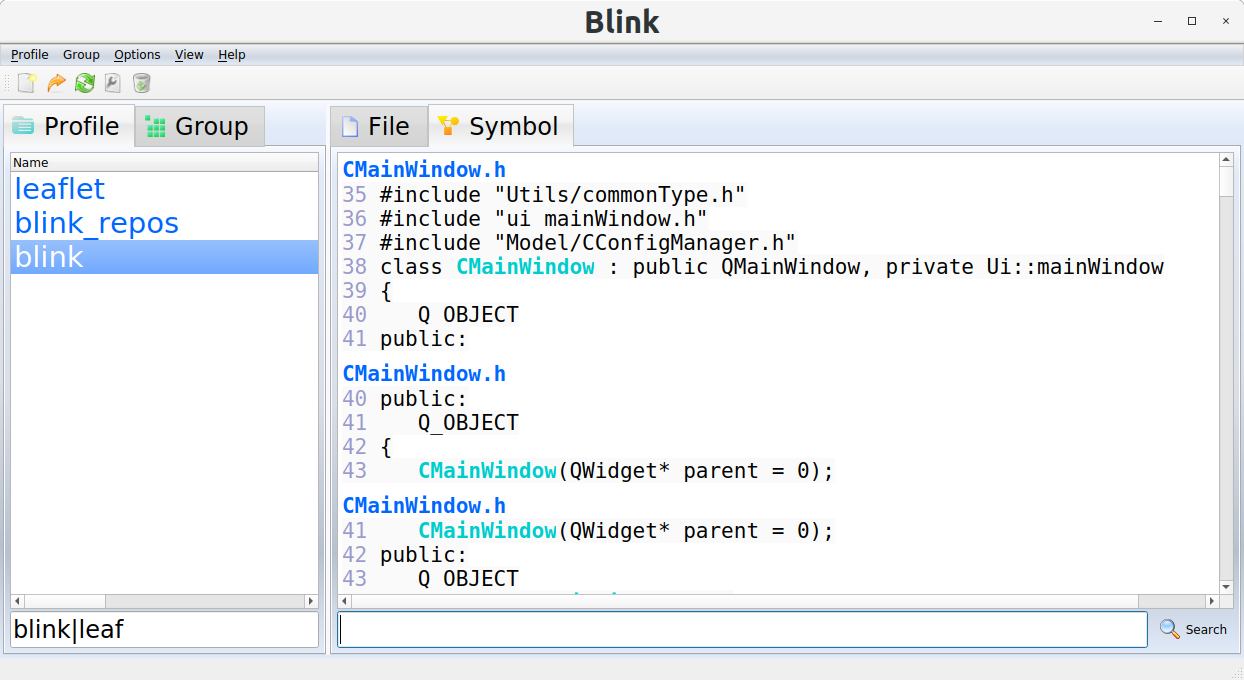 Blink
Profile Group Options View Help
Profile Group
File Symbol
Name
leaflet
blink_repos
blink
blink|leaf
CMainWindow.h
35 #include "Utils/commonType.h"
36 #include "ui mainWindow.h"
37 #include "Model/CConfigManager.h"
38 class CMainWindow : public QMainWindow, private Ui::mainWindow
39 {
40    Q OBJECT
41 public:
CMainWindow.h
40 public:
41    Q_OBJECT
42 {
43    CMainWindow(QWidget* parent = 0);
CMainWindow.h
41    CMainWindow(QWidget* parent = 0);
42 public:
43    Q OBJECT
Search